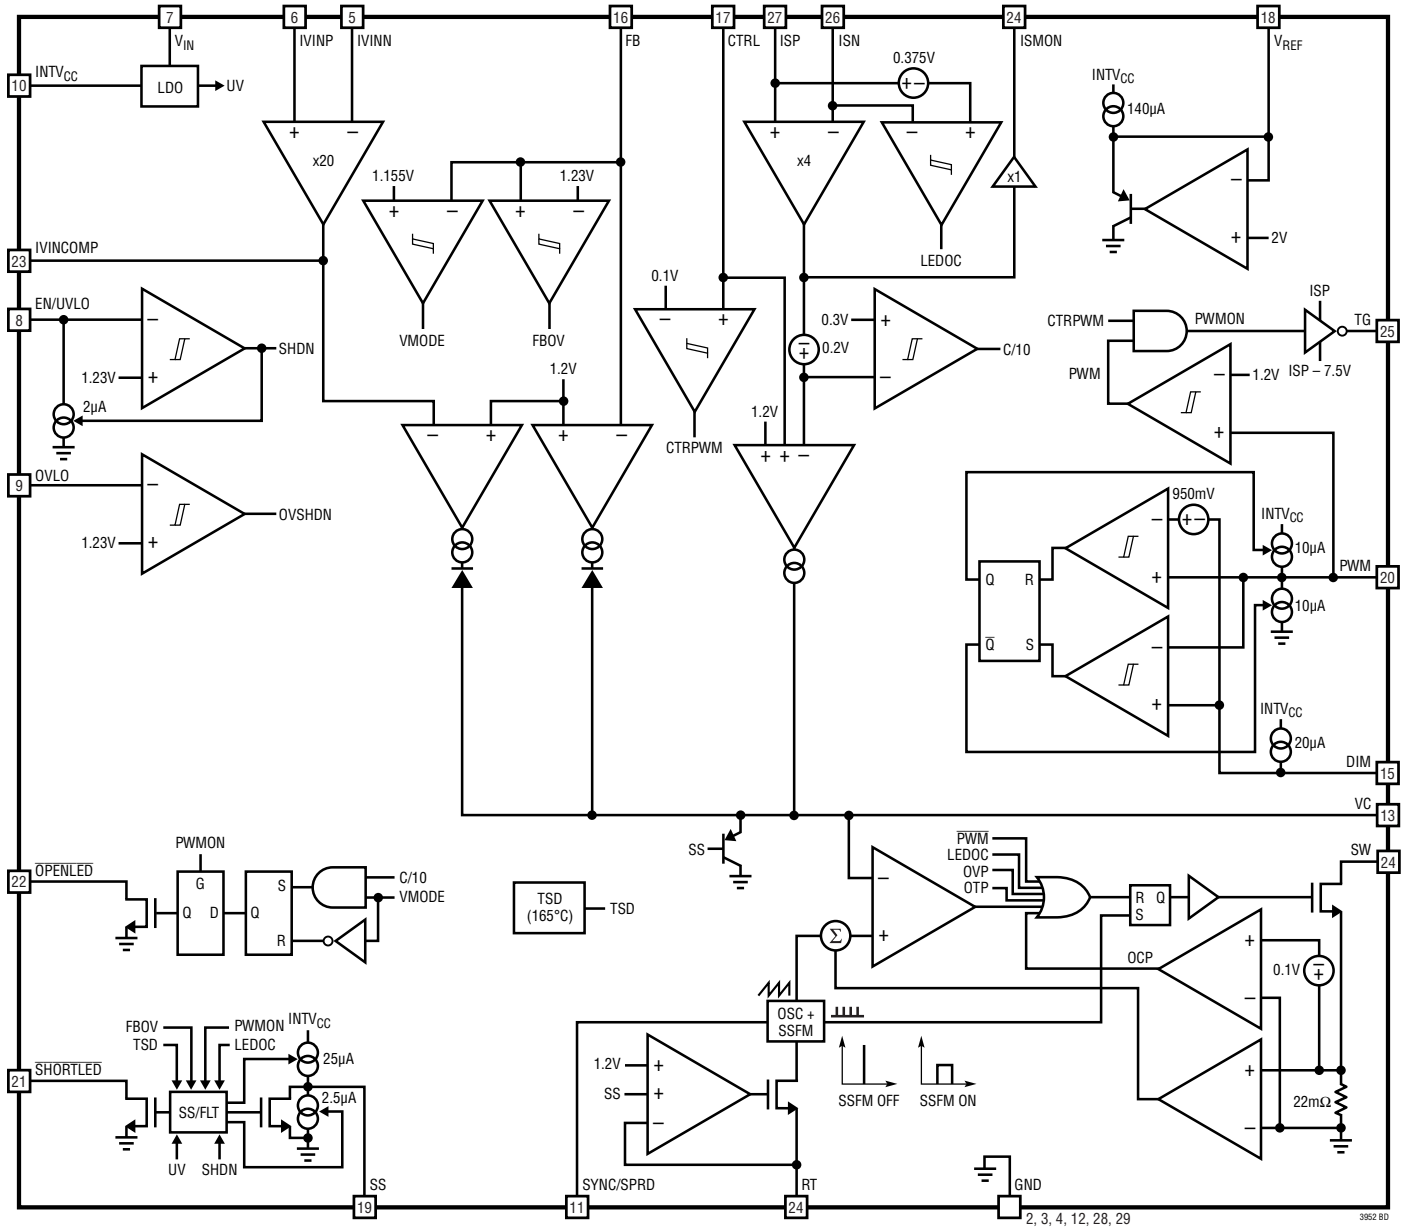 7
6
5
16
17
27
26
24
18
VIN
IVINP
IVINN
FB
CTRL
ISP
ISN
ISMON
VREF
10
INTVCC
LDO
UV
0.375V
+ −
INTVCC
140µA
+ −
x20
+ −
x4
− +
x1
−
+
2V
1.155V
1.23V
+ −
+ −
23
IVINCOMP
LEDOC
8
EN/UVLO
−
+
1.23V
SHDN
2µA
VMODE
FBOV
0.1V
− +
0.3V
+
−
− +
0.2V
C/10
CTRPWM
PWMON
ISP
TG
25
ISP – 7.5V
PWM
−
1.2V
+
1.2V
− +
+ −
CTRPWM
1.2V
+ + −
9
OVLO
−
+
1.23V
OVSHDN
950mV
− + −
+
INTVCC
10µA
PWM
20
10µA
Q R
Q S
−
+
INTVCC
20µA
DIM
15
VC
13
SS
PWMON
22
OPENLED
G
Q D
S
Q
R
C/10
VMODE
TSD
(165°C)
TSD
PWM
LEDOC
OVP
OTP
−
+
Σ
R Q
S
SW
24
OCP
+
−
0.1V
− +
+
−
22mΩ
OSC +
SSFM
SSFM OFF
SSFM ON
1.2V
SS
+
+
−
FBOV
TSD
PWMON
LEDOC
INTVCC
25µA
2.5µA
21
SHORTLED
SS/FLT
UV
SHDN
SS
19
SYNC/SPRD
11
RT
24
GND
2, 3, 4, 12, 28, 29
3952 BD